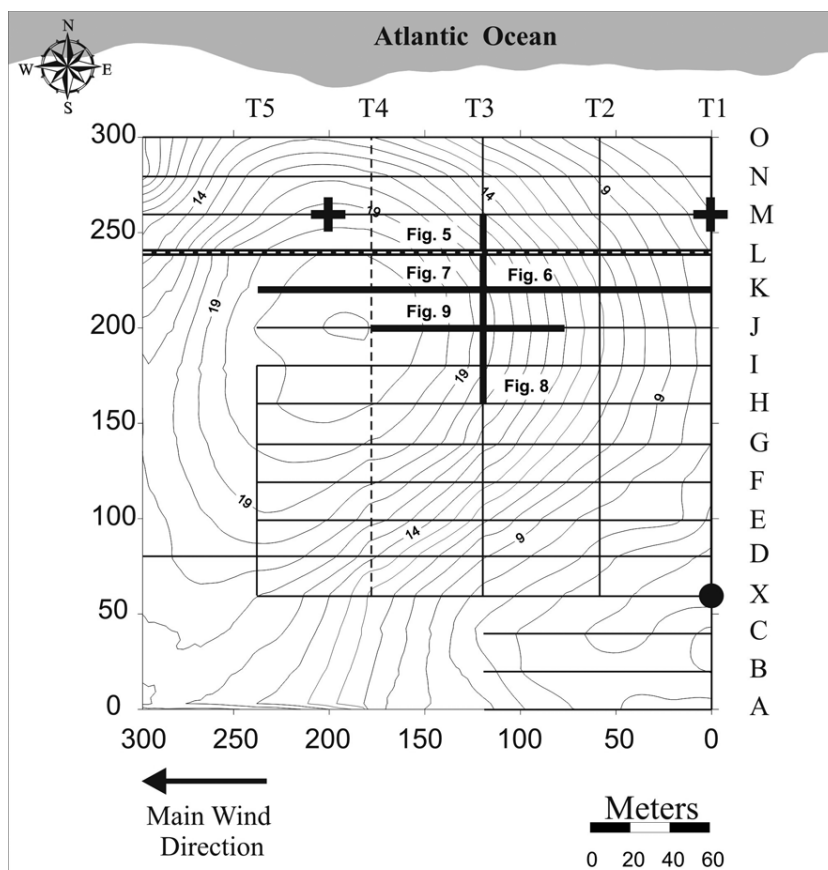 Atlantic Ocean
N
W E
S
T5 T4 T3 T2 T1
300 O
N
14 14 9
M
19
250 Fig. 5
L
Fig. 7 Fig. 6 K
19 Fig. 9
200 J
19 I
Fig. 8
9 H
150
G
F
19
100 E
14 9
D
X
50
C
B
0 A
300 250 200 150 100 50 0
Main Wind
Direction
Meters
0 20 40 60